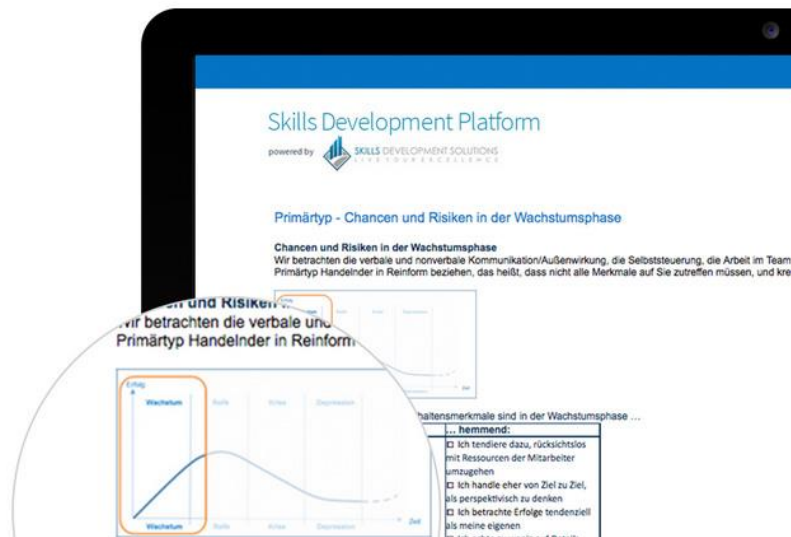 Skills Development Platform
powered by SKILLS DEVELOPMENT SOLUTIONS
LIVE YOUR EXCELLENCE
Primärtyp - Chancen und Risiken in der Wachstumsphase
Chancen und Risiken in der Wachstumsphase
Wir betrachten die verbale und nonverbale Kommunikation/Außenwirkung, die Selbststeuerung, die Arbeit im Team
Primärtyp Handelnder in Reinform beziehen, das heißt, dass nicht alle Merkmale auf Sie zutreffen müssen, und kre
en und Risiken
Wir betrachten die verbale und
Primärtyp Handelnder in Reinform
Erfolg
Wachstum Reife Krise Depression
Zeit
Wachstum Reife Krise Depression
haltensmerkmale sind in der Wachstumsphase ...
... hemmend:
Ich tendiere dazu, rücksichtslos
mit Ressourcen der Mitarbeiter
umzugehen
Ich handle eher von Ziel zu Ziel,
als perspektivisch zu denken
Ich betrachte Erfolge tendenziell
als meine eigenen